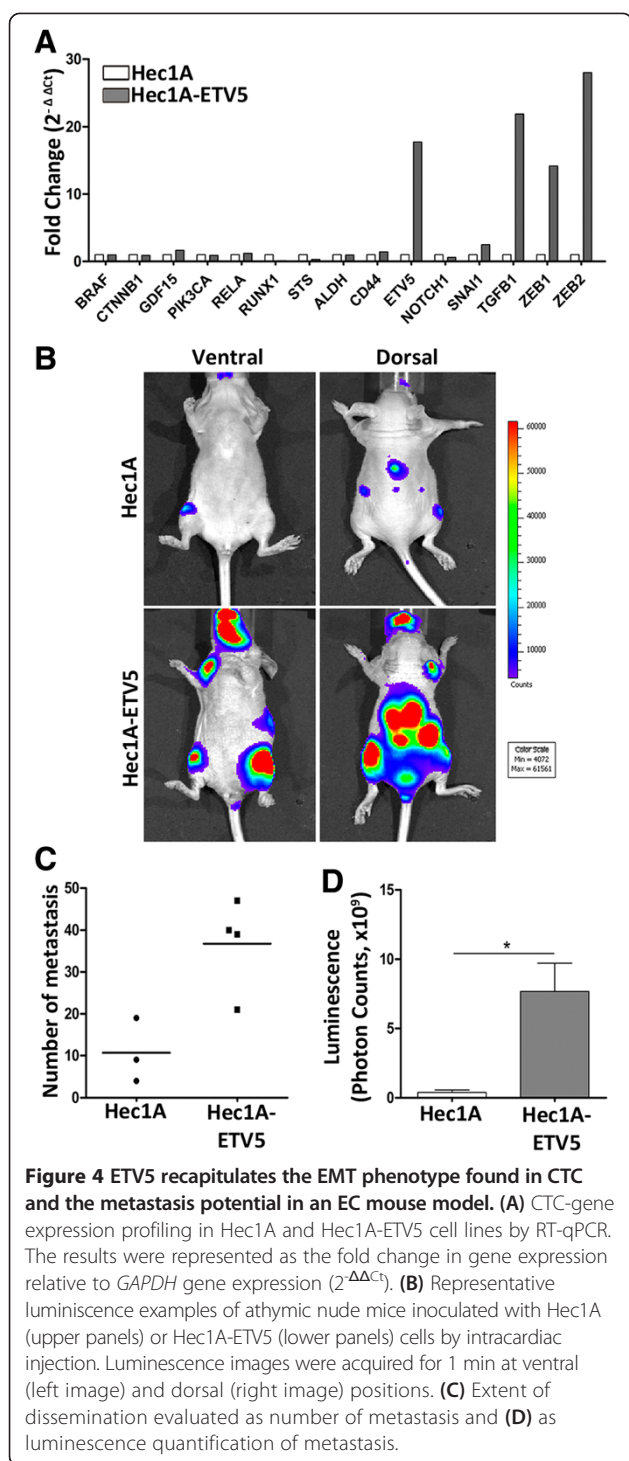 A
Fold Change (2^-Δ ΔCt)
30
20
10
0
Hec1A
Hec1A-ETV5
BRAF
CTNNB1
GDF15
PIK3CA
RELA
RUNX1
STS
ALDH
CD44
ETV5
NOTCH1
SNAI1
TGFB1
ZEB1
ZEB2
B
Ventral
Dorsal
Hec1A
Hec1A-ETV5
60000
50000
40000
30000
20000
10000
Counts
Color Scale
Min = 4072
Max = 61561
C
Number of metastasis
50
40
30
20
10
0
Hec1A
Hec1A-
ETV5
D
Luminescence
(Photon Counts, x10^9)
15
10
5
0
*
Hec1A
Hec1A-
ETV5
Figure 4 ETV5 recapitulates the EMT phenotype found in CTC
and the metastasis potential in an EC mouse model. (A) CTC-gene
expression profiling in Hec1A and Hec1A-ETV5 cell lines by RT-qPCR.
The results were represented as the fold change in gene expression
relative to GAPDH gene expression (2^-ΔΔCt). (B) Representative
luminiscence examples of athymic nude mice inoculated with Hec1A
(upper panels) or Hec1A-ETV5 (lower panels) cells by intracardiac
injection. Luminescence images were acquired for 1 min at ventral
(left image) and dorsal (right image) positions. (C) Extent of
dissemination evaluated as number of metastasis and (D) as
luminescence quantification of metastasis.